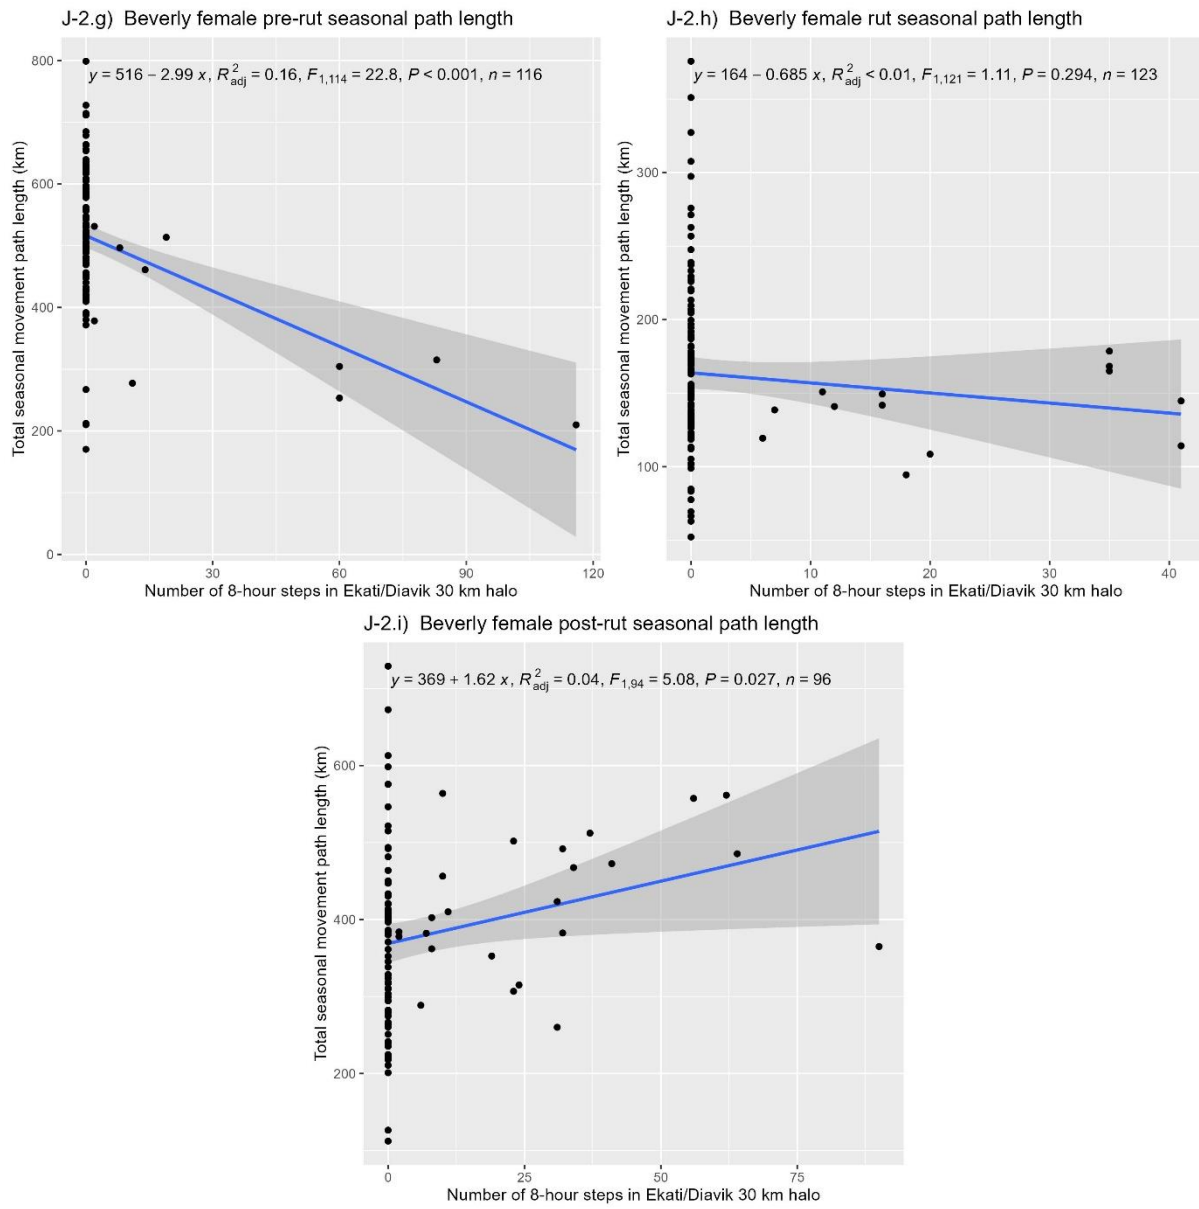 J-2.g) Beverly female pre-rut seasonal path length
y = 516 − 2.99 x, R²adj = 0.16, F1,114 = 22.8, P < 0.001, n = 116
Total seasonal movement path length (km)
800
600
400
200
0
0 30 60 90 120
Number of 8-hour steps in Ekati/Diavik 30 km halo
J-2.h) Beverly female rut seasonal path length
y = 164 − 0.685 x, R²adj < 0.01, F1,121 = 1.11, P = 0.294, n = 123
Total seasonal movement path length (km)
300
200
100
0 10 20 30 40
Number of 8-hour steps in Ekati/Diavik 30 km halo
J-2.i) Beverly female post-rut seasonal path length
y = 369 + 1.62 x, R²adj = 0.04, F1,94 = 5.08, P = 0.027, n = 96
Total seasonal movement path length (km)
600
400
200
0 25 50 75
Number of 8-hour steps in Ekati/Diavik 30 km halo